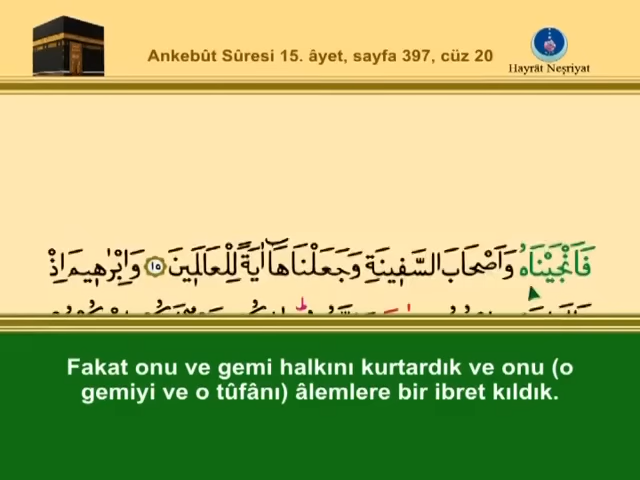 Ankebût Sûresi 15. âyet, sayfa 397, cüz 20
Hayrât Neşriyat
فَاَنْجَيْنَاهُ وَاَصْحَابَ السَّف۪ينَةِ وَجَعَلْنَاهَٓا اٰيَةً لِلْعَالَم۪ينَ ﴿١٥﴾ وَاِبْرٰه۪يمَ اِذْ
Fakat onu ve gemi halkını kurtardık ve onu (o
gemiyi ve o tûfânı) âlemlere bir ibret kıldık.